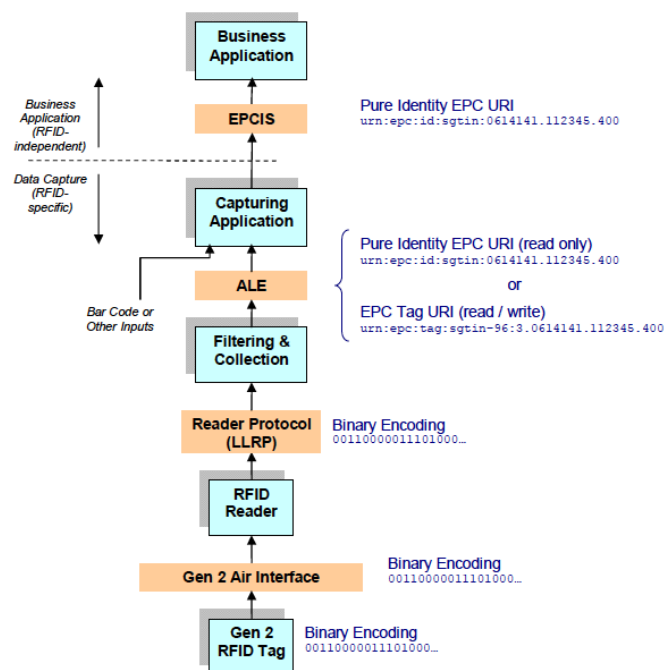 Business
Application
Business
Application
(RFID-
independent)
EPCIS
Pure Identity EPC URI
urn:epc:id:sgtin:0614141.112345.400
Data Capture
(RFID-
specific)
Capturing
Application
Pure Identity EPC URI (read only)
urn:epc:id:sgtin:0614141.112345.400
or
EPC Tag URI (read / write)
urn:epc:tag:sgtin-96:3.0614141.112345.400
ALE
Bar Code or
Other Inputs
Filtering &
Collection
Reader Protocol
(LLRP)
Binary Encoding
00110000011101000…
RFID
Reader
Gen 2 Air Interface
Binary Encoding
00110000011101000…
Gen 2
RFID Tag
Binary Encoding
00110000011101000…